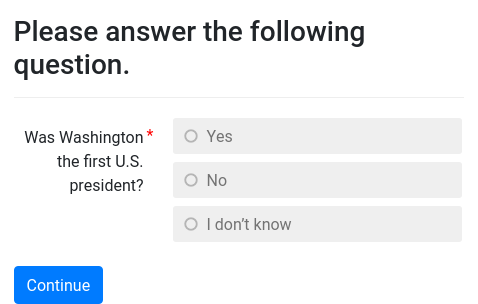 Please answer the following
question.
Was Washington *
the first U.S.
president?
Yes
No
I don’t know
Continue